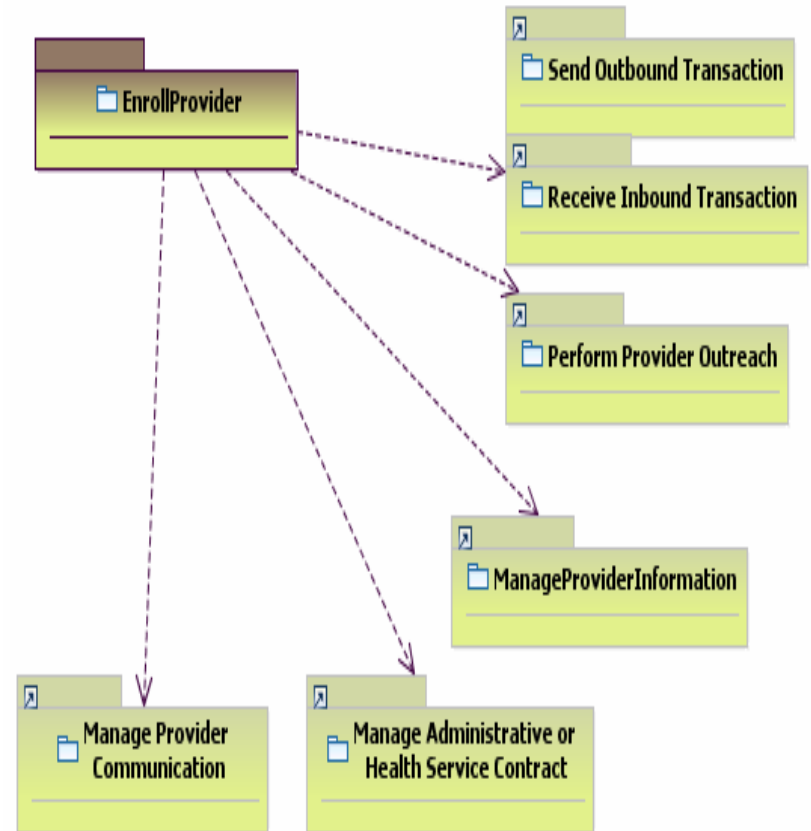 EnrollProvider
Send Outbound Transaction
Receive Inbound Transaction
Perform Provider Outreach
ManageProviderInformation
Manage Provider
Communication
Manage Administrative or
Health Service Contract